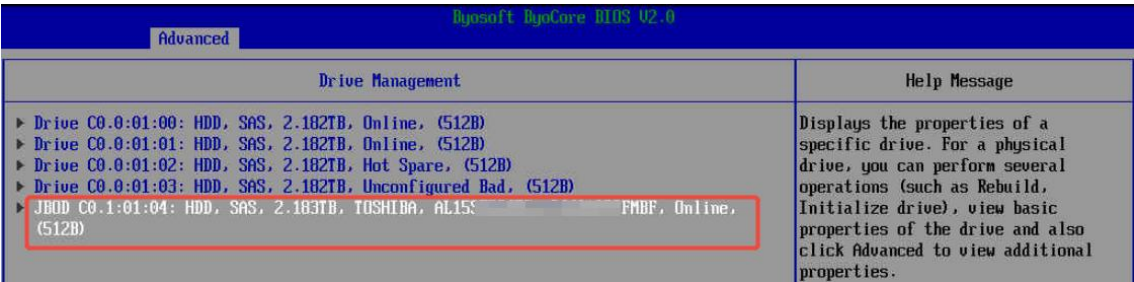 Byosoft ByoCore BIOS V2.0
Advanced
Drive Management
Help Message
Drive C0.0:01:00: HDD, SAS, 2.182TB, Online, (512B)
Drive C0.0:01:01: HDD, SAS, 2.182TB, Online, (512B)
Drive C0.0:01:02: HDD, SAS, 2.182TB, Hot Spare, (512B)
Drive C0.0:01:03: HDD, SAS, 2.182TB, Unconfigured Bad, (512B)
JBOD C0.1:01:04: HDD, SAS, 2.183TB, TOSHIBA, FMBF, Online,
(512B)
Displays the properties of a
specific drive. For a physical
drive, you can perform several
operations (such as Rebuild,
Initialize drive), view basic
properties of the drive and also
click Advanced to view additional
properties.